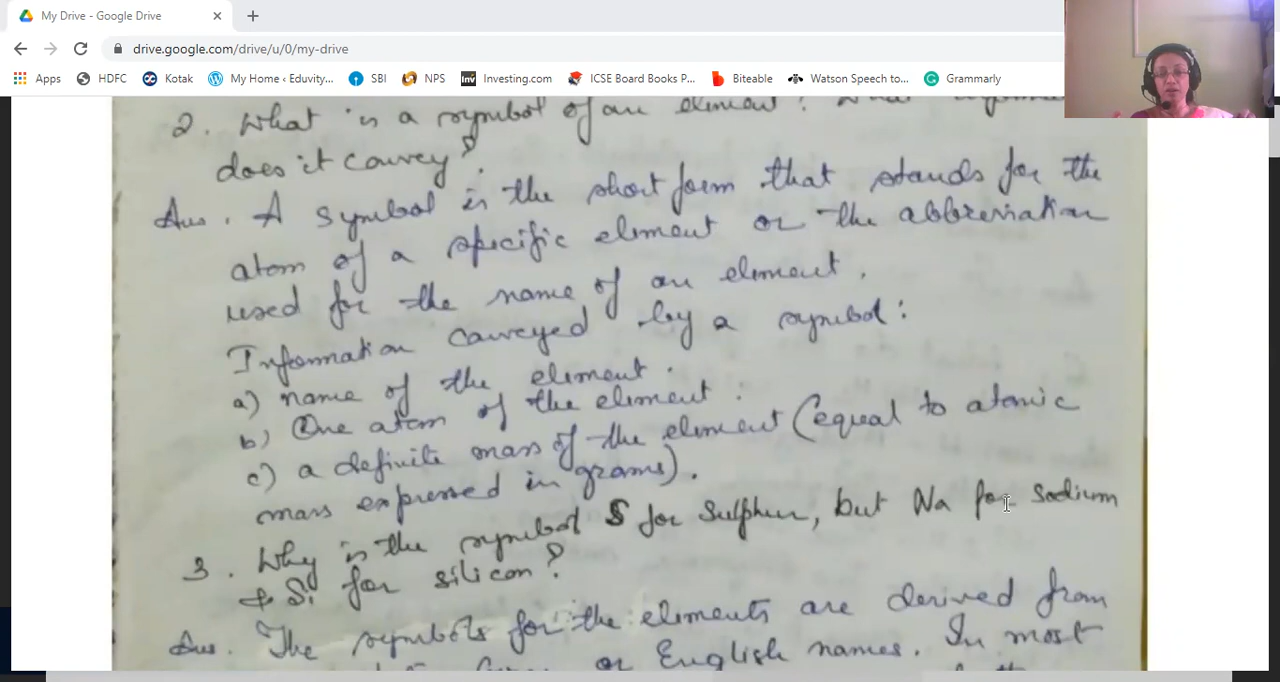 My Drive - Google Drive
drive.google.com/drive/u/0/my-drive
Apps HDFC Kotak My Home ‹ Eduvity... SBI NPS Inv Investing.com ICSE Board Books P... Biteable Watson Speech to... Grammarly
2. What is a symbol of an element? What
does it convey?
Ans. A symbol is the short form that stands for the
atom of a specific element or the abbreviation
used for the name of an element.
Information conveyed by a symbol:
a) name of the element.
b) One atom of the element.
c) a definite mass of the element (equal to atomic
mass expressed in grams).
3. Why is the symbol S for Sulphur, but Na for Sodium
& Si for silicon?
Ans. The symbols for the elements are derived from
or English names. In most